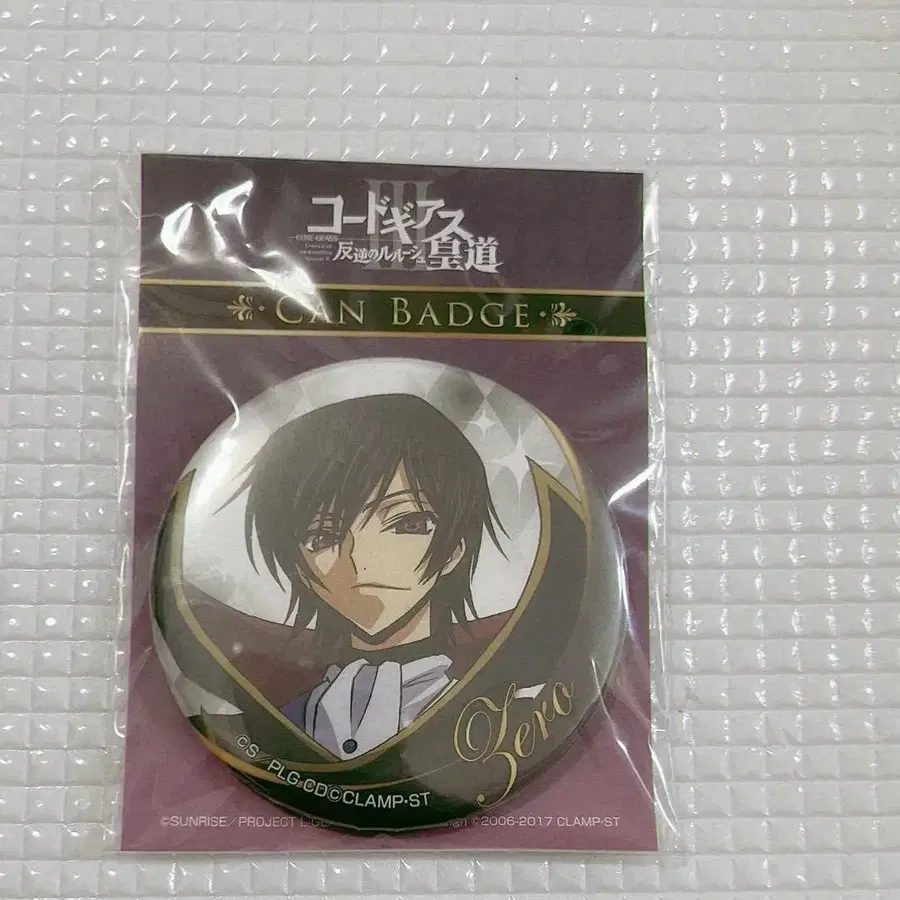 コードギアス
CODE GEASS
反逆のルルーシュ
III
皇道
CAN BADGE
Zero
©S/PLG CD©CLAMP・ST
©SUNRISE/PROJECT L-GE
©2006-2017 CLAMP・ST